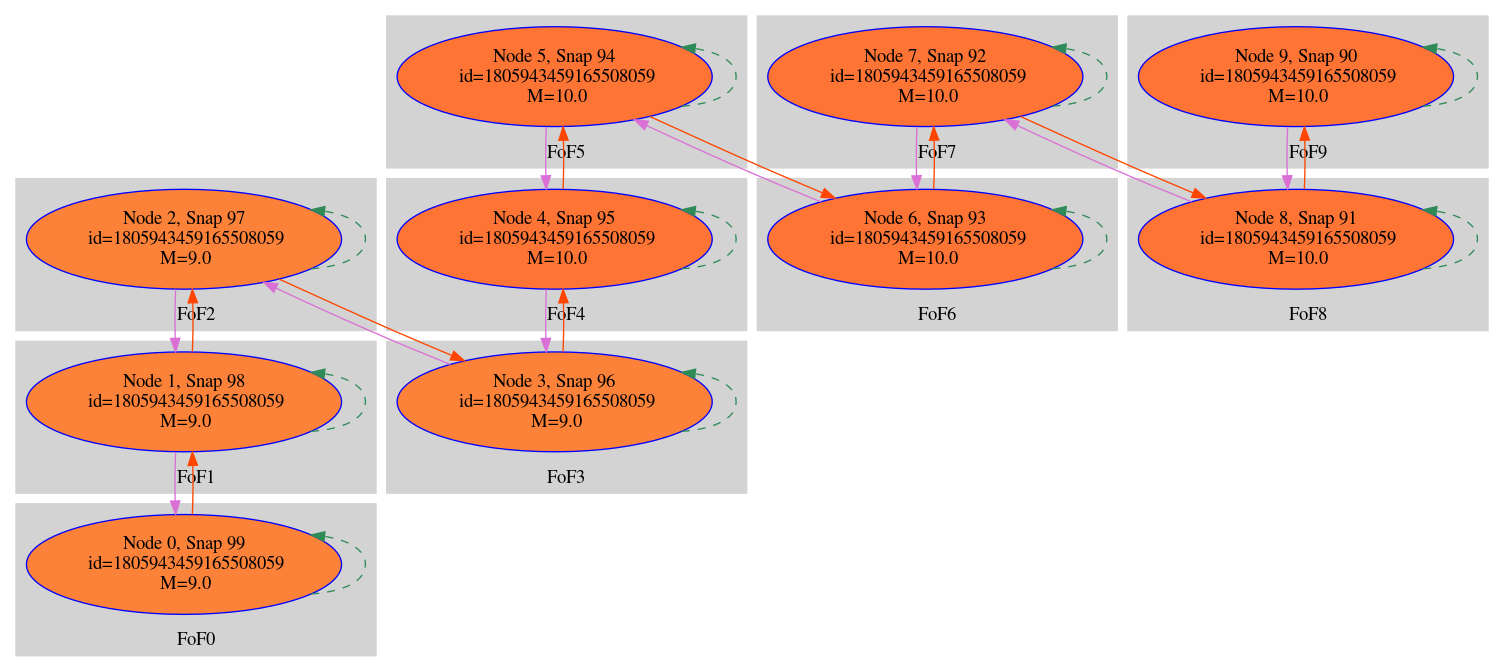 Node 5, Snap 94
id=1805943459165508059
M=10.0
FoF5
Node 7, Snap 92
id=1805943459165508059
M=10.0
FoF7
Node 9, Snap 90
id=1805943459165508059
M=10.0
FoF9
Node 2, Snap 97
id=1805943459165508059
M=9.0
FoF2
Node 4, Snap 95
id=1805943459165508059
M=10.0
FoF4
Node 6, Snap 93
id=1805943459165508059
M=10.0
FoF6
Node 8, Snap 91
id=1805943459165508059
M=10.0
FoF8
Node 1, Snap 98
id=1805943459165508059
M=9.0
FoF1
Node 3, Snap 96
id=1805943459165508059
M=9.0
FoF3
Node 0, Snap 99
id=1805943459165508059
M=9.0
FoF0